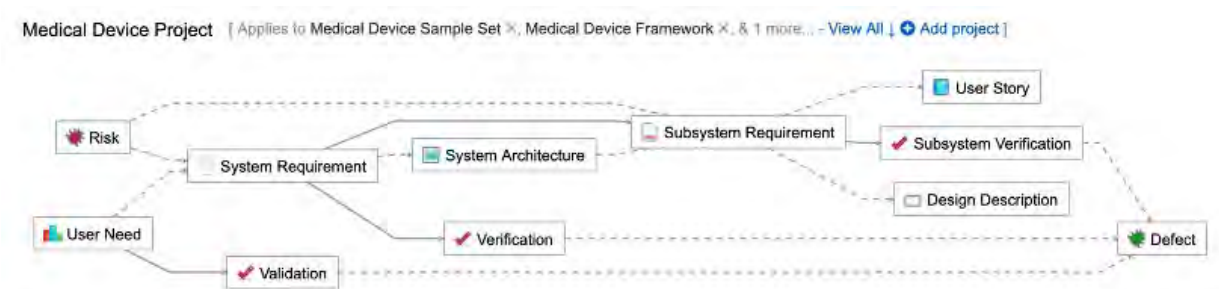 Medical Device Project [ Applies to Medical Device Sample Set ×, Medical Device Framework ×, & 1 more... - View All ↓ Add project ]
User Story
Risk
Subsystem Requirement
Subsystem Verification
System Requirement
System Architecture
Design Description
User Need
Verification
Defect
Validation